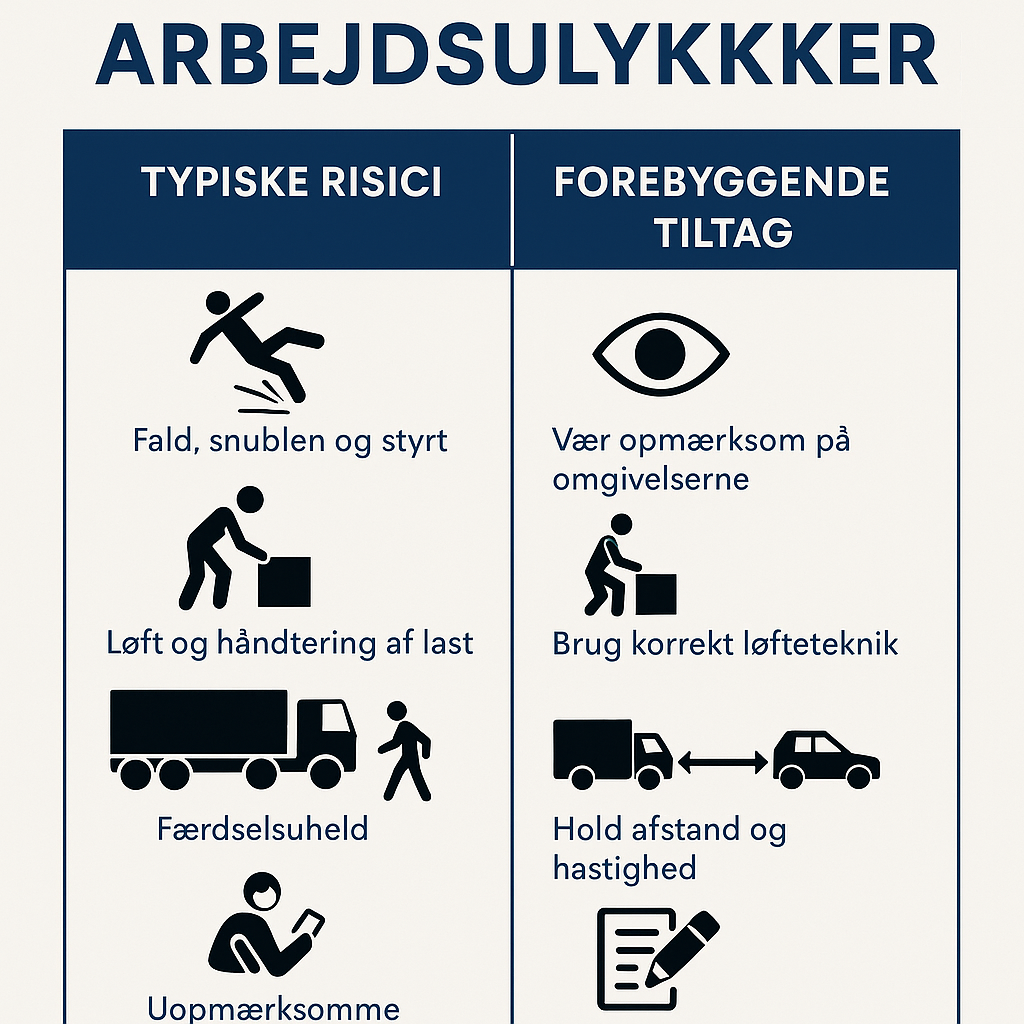 ARBEJDSULYKKKER
TYPISKE RISICI
FOREBYGGENDE
TILTAG
Fald, snublen og styrt
Vær opmærksom på
omgivelserne
Løft og håndtering af last
Brug korrekt løfteteknik
Færdselsuheld
Hold afstand og
hastighed
Uopmærksomme